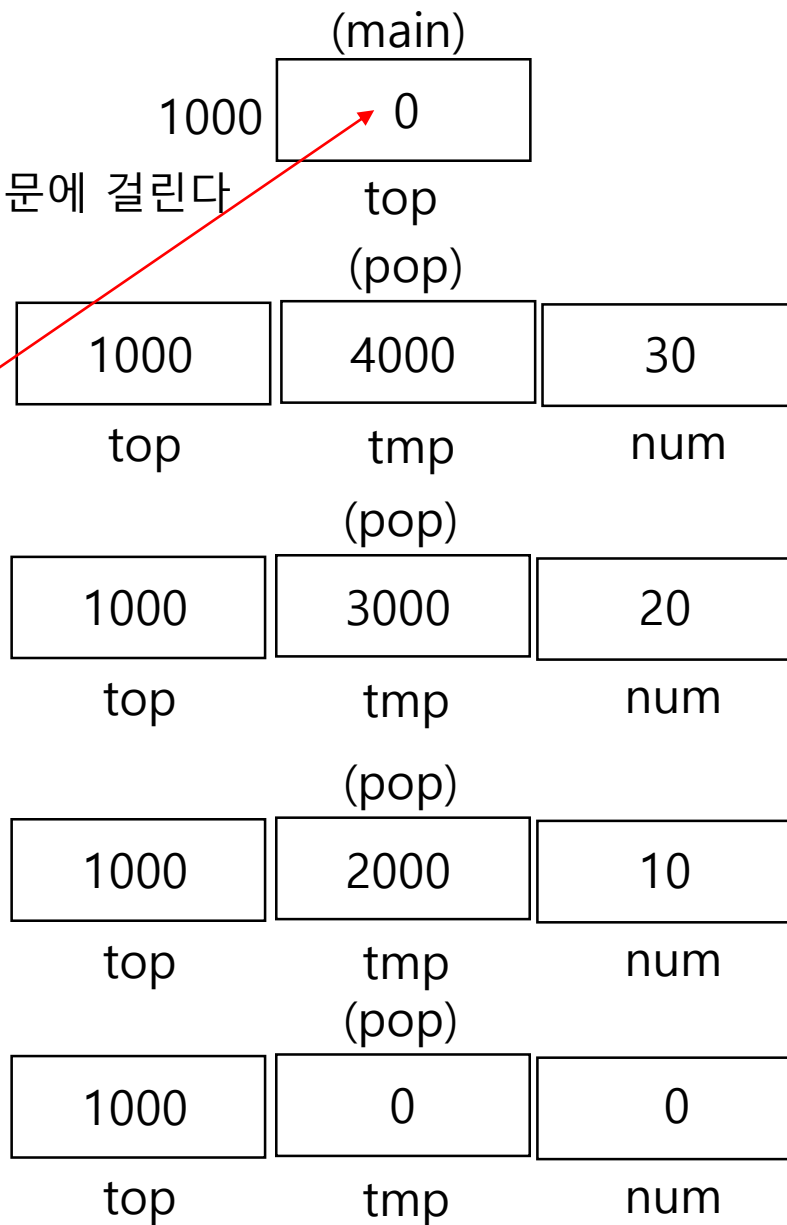 (main)
1000 0
문에 걸린다 top
(pop)
1000 4000 30
top tmp num
(pop)
1000 3000 20
top tmp num
(pop)
1000 2000 10
top tmp num
(pop)
1000 0 0
top tmp num